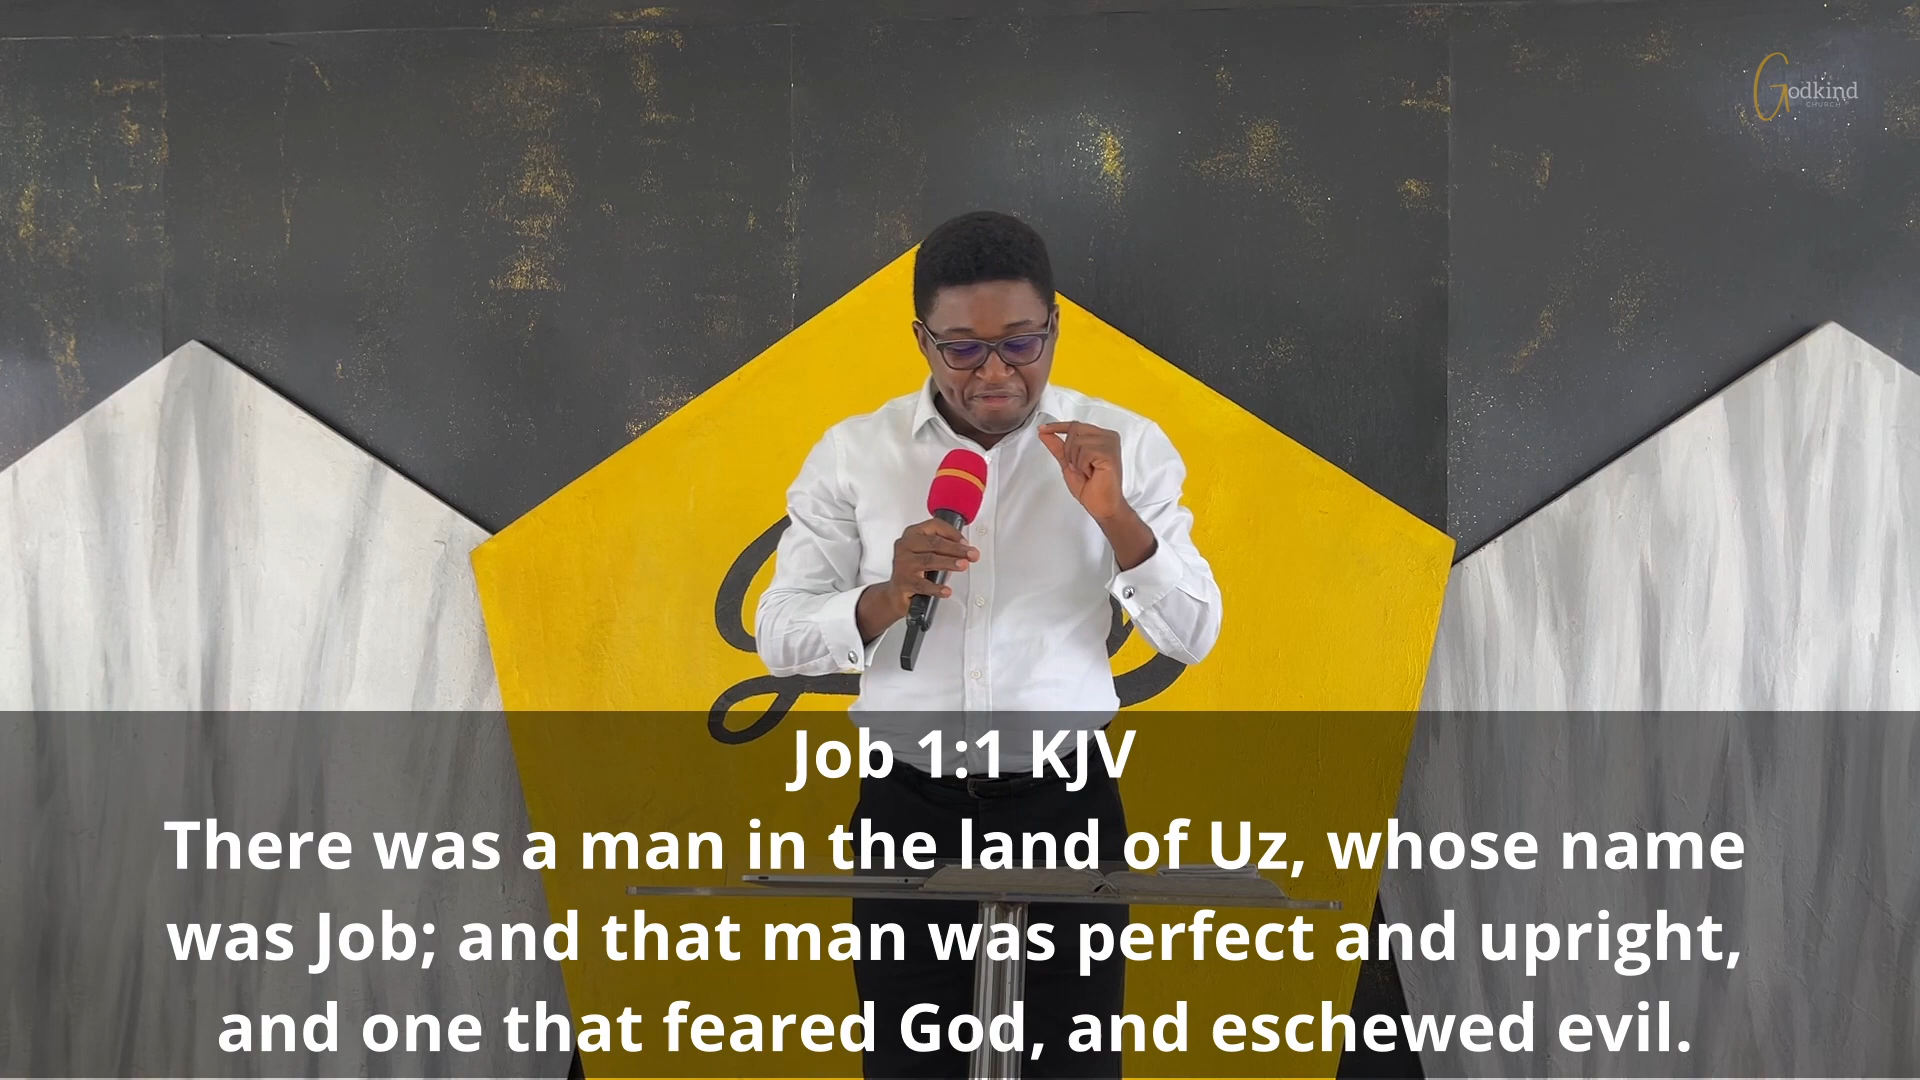 Godkind
CHURCH
Job 1:1 KJV
There was a man in the land of Uz, whose name
was Job; and that man was perfect and upright,
and one that feared God, and eschewed evil.